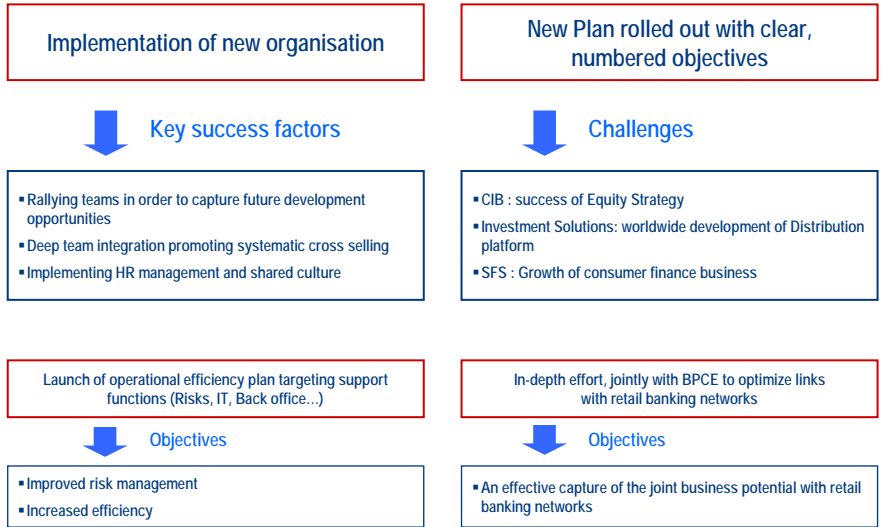 Implementation of new organisation
Key success factors
▪ Rallying teams in order to capture future development
opportunities
▪ Deep team integration promoting systematic cross selling
▪ Implementing HR management and shared culture
New Plan rolled out with clear,
numbered objectives
Challenges
▪ CIB : success of Equity Strategy
▪ Investment Solutions: worldwide development of Distribution
platform
▪ SFS : Growth of consumer finance business
Launch of operational efficiency plan targeting support
functions (Risks, IT, Back office…)
Objectives
▪ Improved risk management
▪ Increased efficiency
In-depth effort, jointly with BPCE to optimize links
with retail banking networks
Objectives
▪ An effective capture of the joint business potential with retail
banking networks